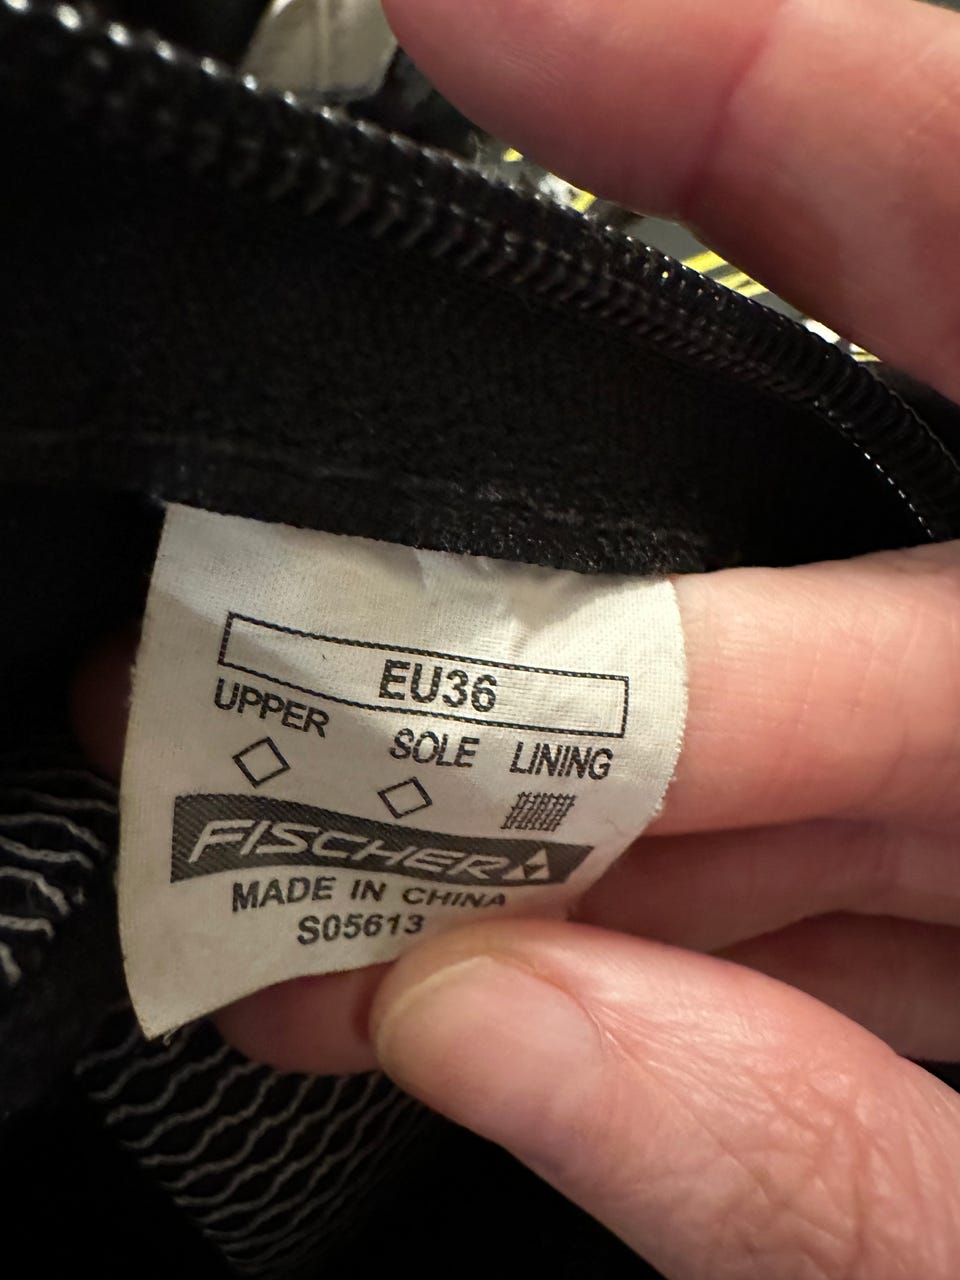 EU36
UPPER SOLE LINING
FISCHER
MADE IN CHINA
S05613